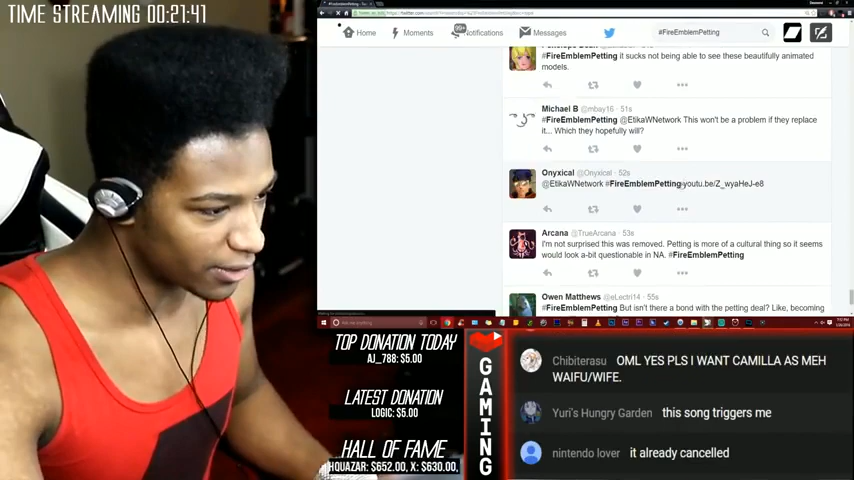 TIME STREAMING 00:21:41
#FireEmblemPetting
Home
Moments
Notifications
Messages
#FireEmblemPetting
#FireEmblemPetting it sucks not being able to see these beautifully animated
models.
Michael B @mbay16 · 51s
#FireEmblemPetting @EtikaWNetwork This won't be a problem if they replace
it... Which they hopefully will?
Onyxical @Onyxical · 52s
@EtikaWNetwork #FireEmblemPetting youtu.be/Z_wyaHeJ-e8
Arcana @TrueArcana · 53s
I'm not surprised this was removed. Petting is more of a cultural thing so it seems
would look a-bit questionable in NA. #FireEmblemPetting
Owen Matthews @eLectri14 · 55s
#FireEmblemPetting But isn't there a bond with the petting deal? Like, becoming
TOP DONATION TODAY
AJ_788: $5.00
LATEST DONATION
LOGIC: $5.00
HALL OF FAME
HQUAZAR: $652.00, X: $630.00,
GAMING
Chibiterasu OML YES PLS I WANT CAMILLA AS MEH
WAIFU/WIFE.
Yuri's Hungry Garden this song triggers me
nintendo lover it already cancelled